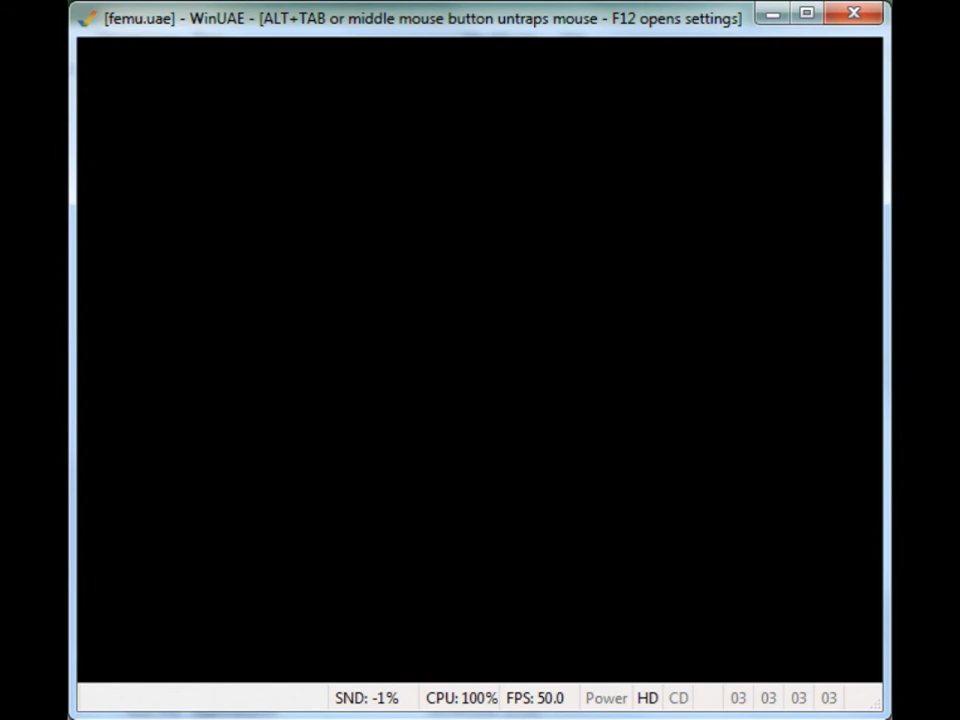 [femu.uae] - WinUAE - [ALT+TAB or middle mouse button untraps mouse - F12 opens settings]
SND: -1% CPU: 100% FPS: 50.0 Power HD CD 03 03 03 03